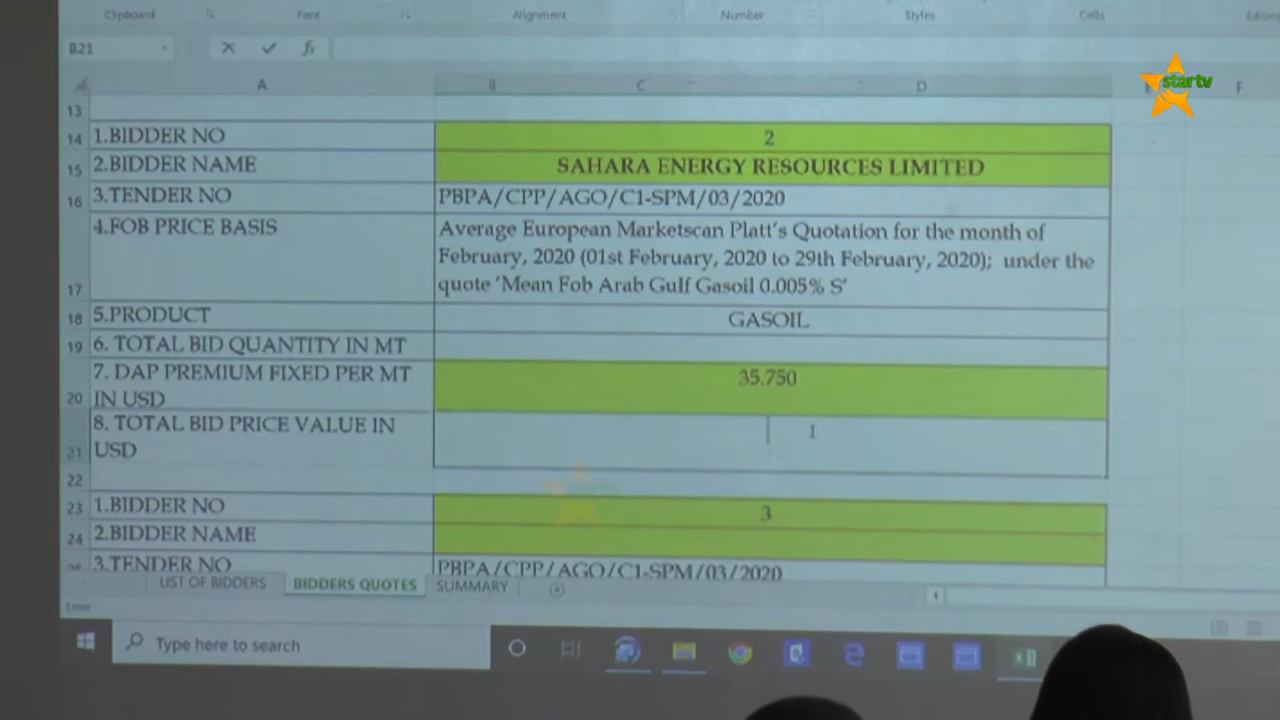 Clipboard
Font
Alignment
Number
Styles
Cells
B21
fx
startv
A
B
C
D
F
13
14
1.BIDDER NO
2
15
2.BIDDER NAME
SAHARA ENERGY RESOURCES LIMITED
16
3.TENDER NO
PBPA/CPP/AGO/C1-SPM/03/2020
17
4.FOB PRICE BASIS
Average European Marketscan Platt's Quotation for the month of
February, 2020 (01st February, 2020 to 29th February, 2020); under the
quote 'Mean Fob Arab Gulf Gasoil 0.005% S'
18
5.PRODUCT
GASOIL
19
6. TOTAL BID QUANTITY IN MT
20
7. DAP PREMIUM FIXED PER MT
IN USD
35.750
21
8. TOTAL BID PRICE VALUE IN
USD
22
23
1.BIDDER NO
3
24
2.BIDDER NAME
3.TENDER NO
PBPA/CPP/AGO/C1-SPM/03/2020
LIST OF BIDDERS
BIDDERS QUOTES
SUMMARY
Enter
Type here to search